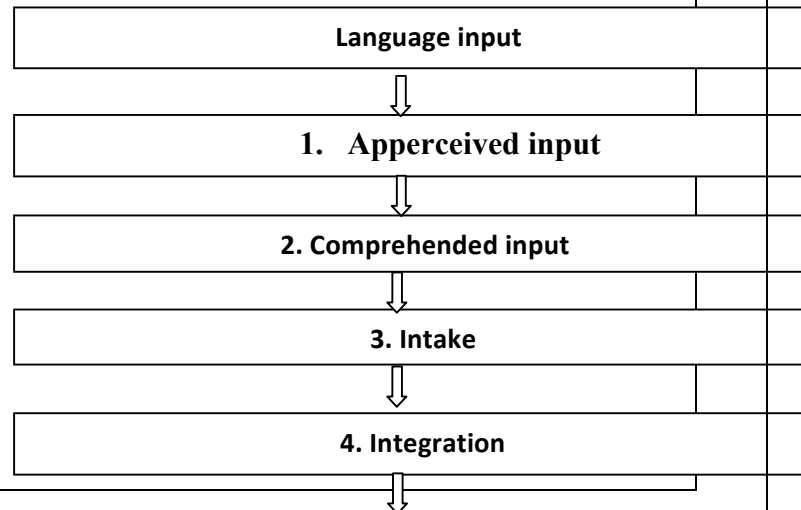 Language input
1. Apperceived input
2. Comprehended input
3. Intake
4. Integration